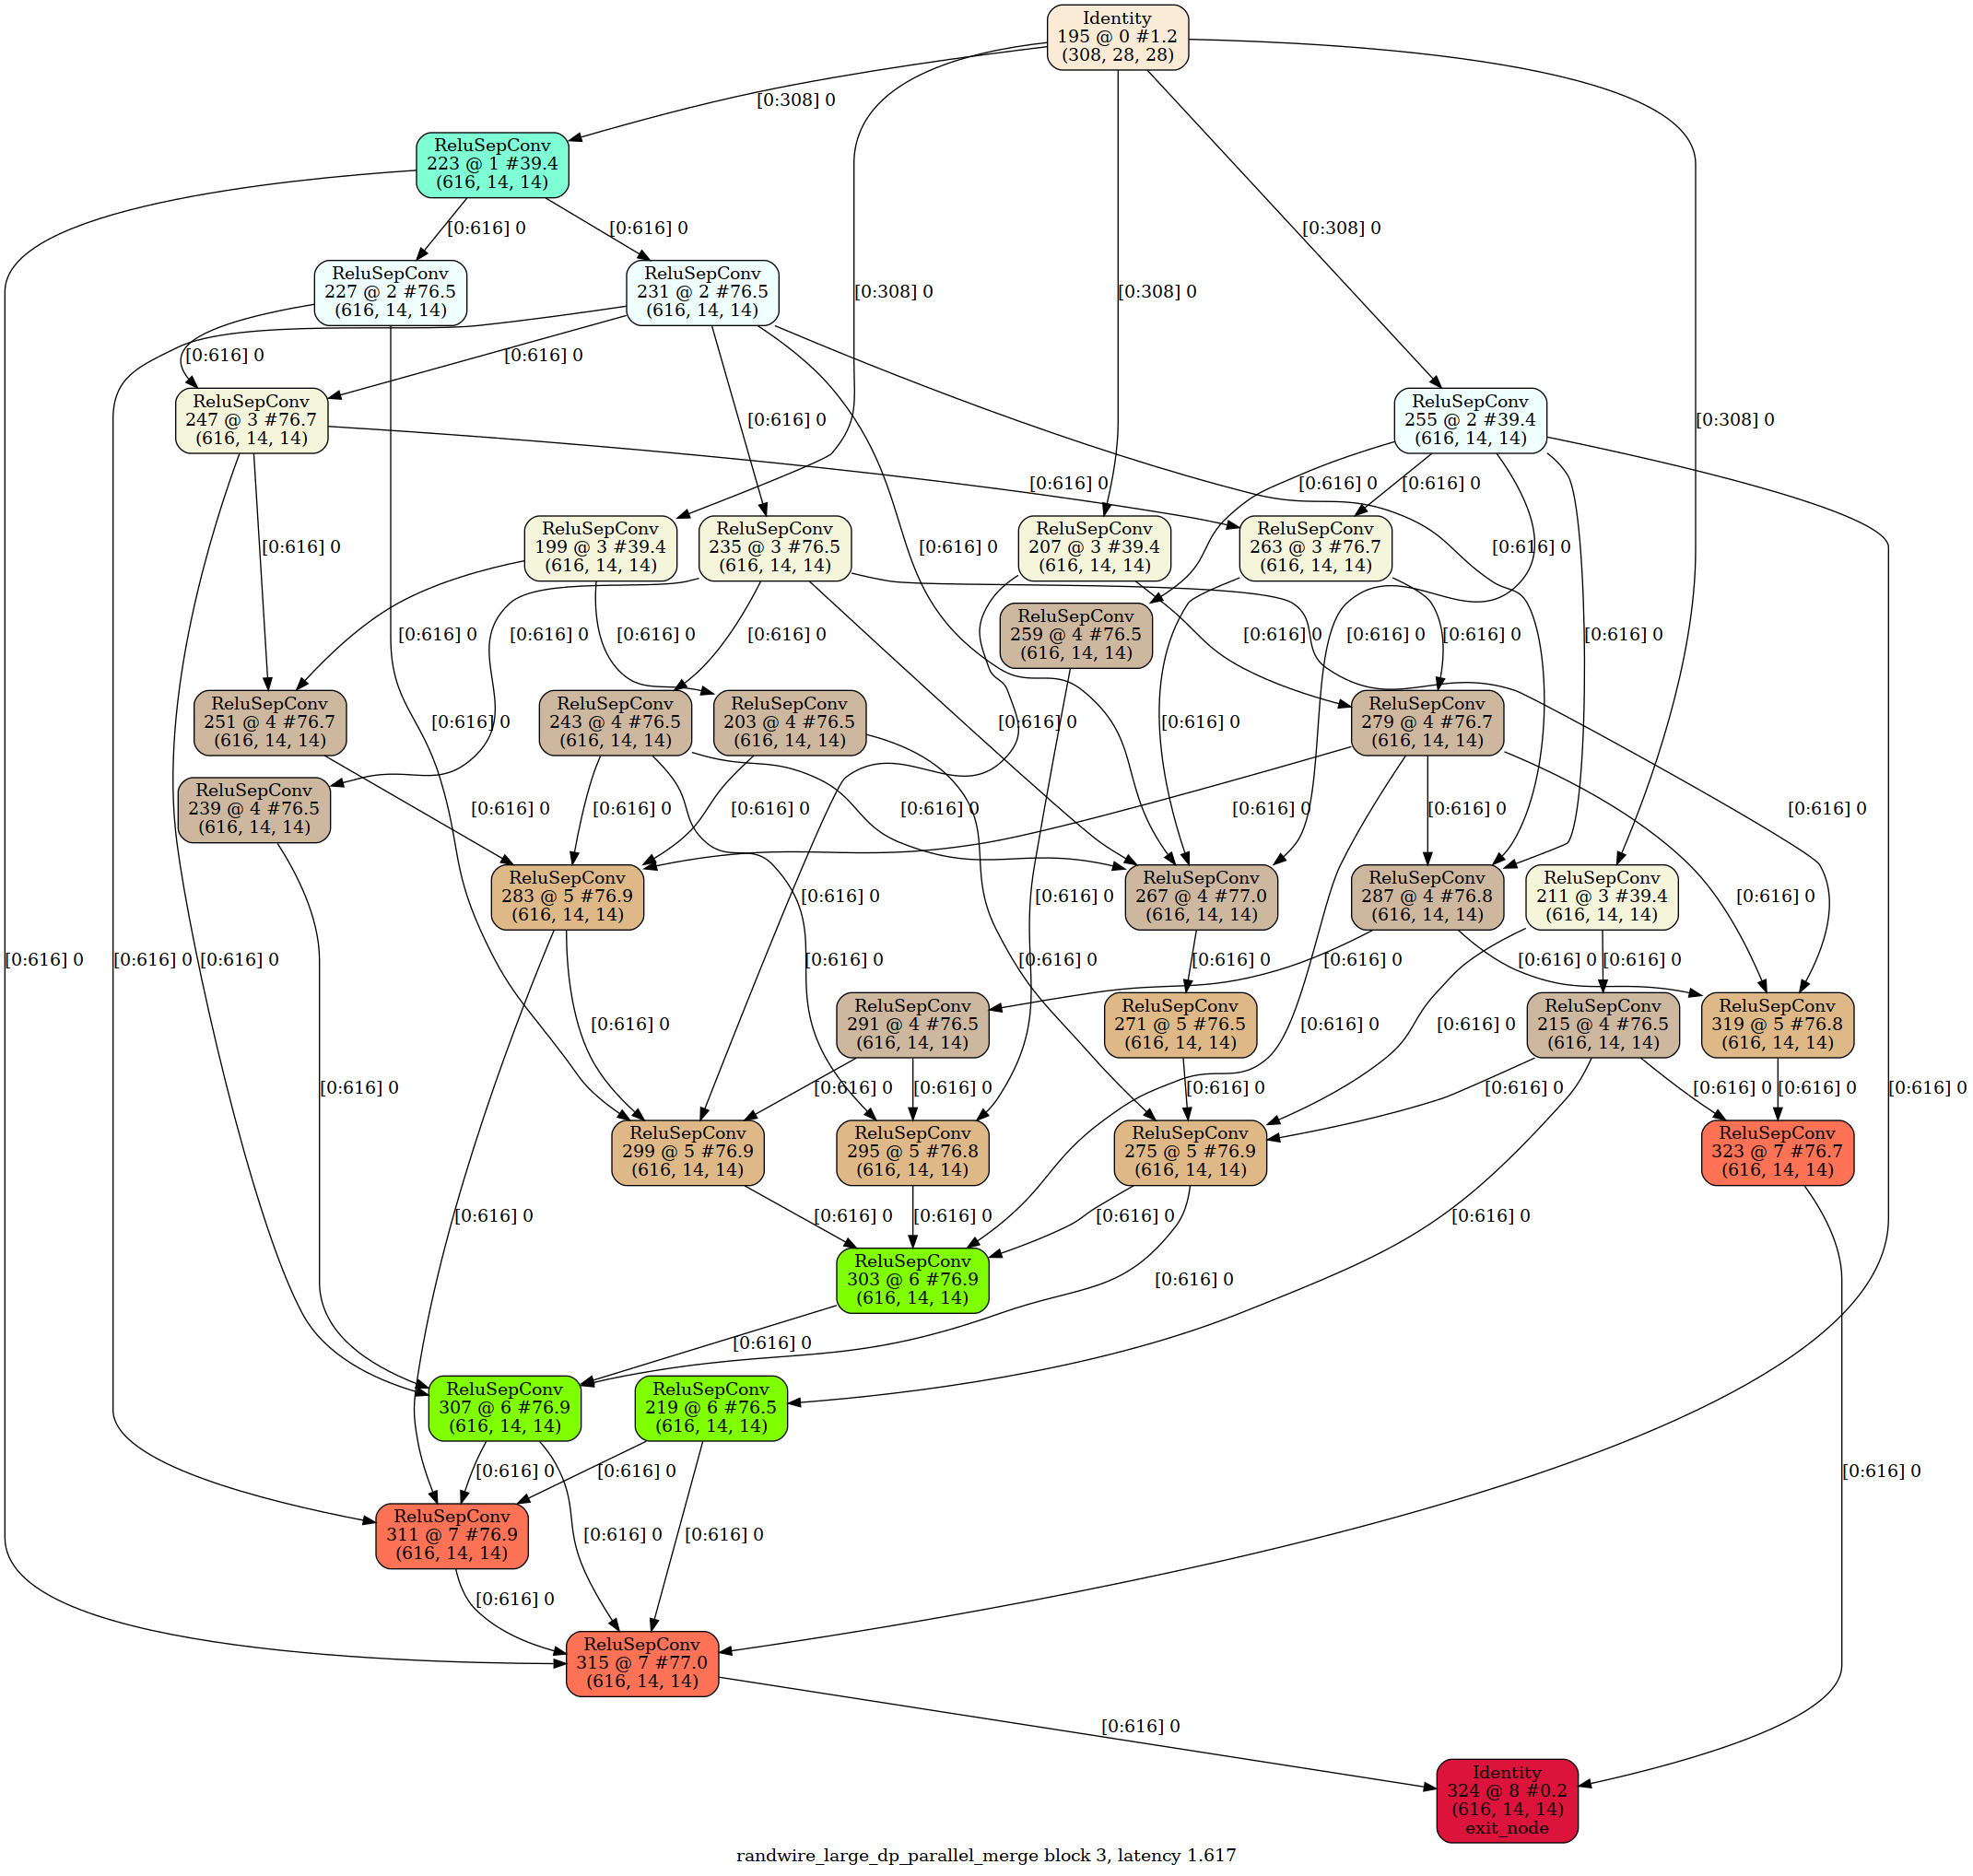 Identity
195 @ 0 #1.2
(308, 28, 28)
[0:308] 0
ReluSepConv
223 @ 1 #39.4
(616, 14, 14)
[0:616] 0
[0:616] 0
[0:308] 0
ReluSepConv
227 @ 2 #76.5
(616, 14, 14)
ReluSepConv
231 @ 2 #76.5
(616, 14, 14)
[0:308] 0
[0:308] 0
[0:616] 0
[0:616] 0
ReluSepConv
247 @ 3 #76.7
(616, 14, 14)
[0:616] 0
ReluSepConv
255 @ 2 #39.4
(616, 14, 14)
[0:308] 0
[0:616] 0
[0:616] 0
[0:616] 0
[0:616] 0
ReluSepConv
199 @ 3 #39.4
(616, 14, 14)
ReluSepConv
235 @ 3 #76.5
(616, 14, 14)
[0:616] 0
ReluSepConv
207 @ 3 #39.4
(616, 14, 14)
ReluSepConv
263 @ 3 #76.7
(616, 14, 14)
[0:616] 0
[0:616] 0
[0:616] 0
[0:616] 0
[0:616] 0
ReluSepConv
259 @ 4 #76.5
(616, 14, 14)
[0:616] 0
[0:616] 0
[0:616] 0
[0:616] 0
ReluSepConv
251 @ 4 #76.7
(616, 14, 14)
[0:616] 0
ReluSepConv
243 @ 4 #76.5
(616, 14, 14)
ReluSepConv
203 @ 4 #76.5
(616, 14, 14)
[0:616] 0
[0:616] 0
ReluSepConv
279 @ 4 #76.7
(616, 14, 14)
ReluSepConv
239 @ 4 #76.5
(616, 14, 14)
[0:616] 0
[0:616] 0
[0:616] 0
[0:616] 0
[0:616] 0
[0:616] 0
[0:616] 0
ReluSepConv
283 @ 5 #76.9
(616, 14, 14)
[0:616] 0
[0:616] 0
ReluSepConv
267 @ 4 #77.0
(616, 14, 14)
ReluSepConv
287 @ 4 #76.8
(616, 14, 14)
ReluSepConv
211 @ 3 #39.4
(616, 14, 14)
[0:616] 0
[0:616] 0
[0:616] 0
[0:616] 0
[0:616] 0
[0:616] 0
[0:616] 0
[0:616] 0
[0:616] 0
[0:616] 0
[0:616] 0
ReluSepConv
291 @ 4 #76.5
(616, 14, 14)
ReluSepConv
271 @ 5 #76.5
(616, 14, 14)
[0:616] 0
[0:616] 0
ReluSepConv
215 @ 4 #76.5
(616, 14, 14)
ReluSepConv
319 @ 5 #76.8
(616, 14, 14)
[0:616] 0
[0:616] 0
[0:616] 0
[0:616] 0
[0:616] 0
[0:616] 0
[0:616] 0
[0:616] 0
ReluSepConv
299 @ 5 #76.9
(616, 14, 14)
ReluSepConv
295 @ 5 #76.8
(616, 14, 14)
ReluSepConv
275 @ 5 #76.9
(616, 14, 14)
ReluSepConv
323 @ 7 #76.7
(616, 14, 14)
[0:616] 0
[0:616] 0
[0:616] 0
[0:616] 0
[0:616] 0
ReluSepConv
303 @ 6 #76.9
(616, 14, 14)
[0:616] 0
[0:616] 0
ReluSepConv
307 @ 6 #76.9
(616, 14, 14)
ReluSepConv
219 @ 6 #76.5
(616, 14, 14)
[0:616] 0
[0:616] 0
[0:616] 0
ReluSepConv
311 @ 7 #76.9
(616, 14, 14)
[0:616] 0
[0:616] 0
[0:616] 0
ReluSepConv
315 @ 7 #77.0
(616, 14, 14)
[0:616] 0
Identity
324 @ 8 #0.2
(616, 14, 14)
exit_node
randwire_large_dp_parallel_merge block 3, latency 1.617